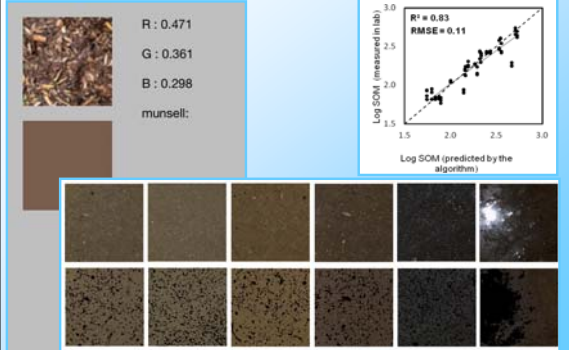 R : 0.471
G : 0.361
B : 0.298
munsell:
R² = 0.83
RMSE = 0.11
Log SOM (measured in lab)
3.0
2.5
2.0
1.5
1.5 2.0 2.5 3.0
Log SOM (predicted by the
algorithm)